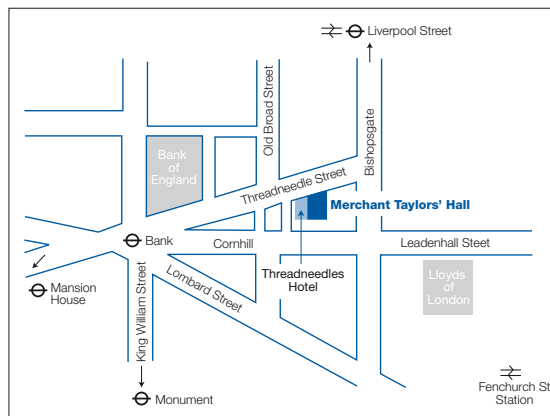 Liverpool Street
Old Broad Street
Bishopsgate
Bank
of
England
Threadneedle Street
Merchant Taylors' Hall
Bank
Cornhill
Leadenhall Steet
Threadneedles
Hotel
Lloyds
of London
Mansion
House
King William Street
Lombard Street
Monument
Fenchurch St
Station